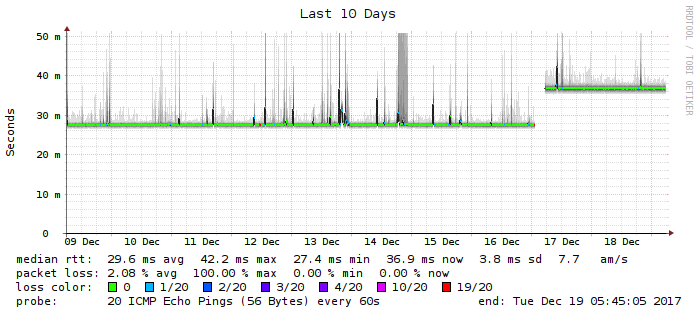 Last 10 Days
RRDTOOL / TOBI OETIKER
Seconds
50 m
40 m
30 m
20 m
10 m
0
09 Dec 10 Dec 11 Dec 12 Dec 13 Dec 14 Dec 15 Dec 16 Dec 17 Dec 18 Dec
median rtt: 29.6 ms avg 42.2 ms max 27.4 ms min 36.9 ms now 3.8 ms sd 7.7 am/s
packet loss: 2.08 % avg 100.00 % max 0.00 % min 0.00 % now
loss color: 0 1/20 2/20 3/20 4/20 10/20 19/20
probe: 20 ICMP Echo Pings (56 Bytes) every 60s end: Tue Dec 19 05:45:05 2017